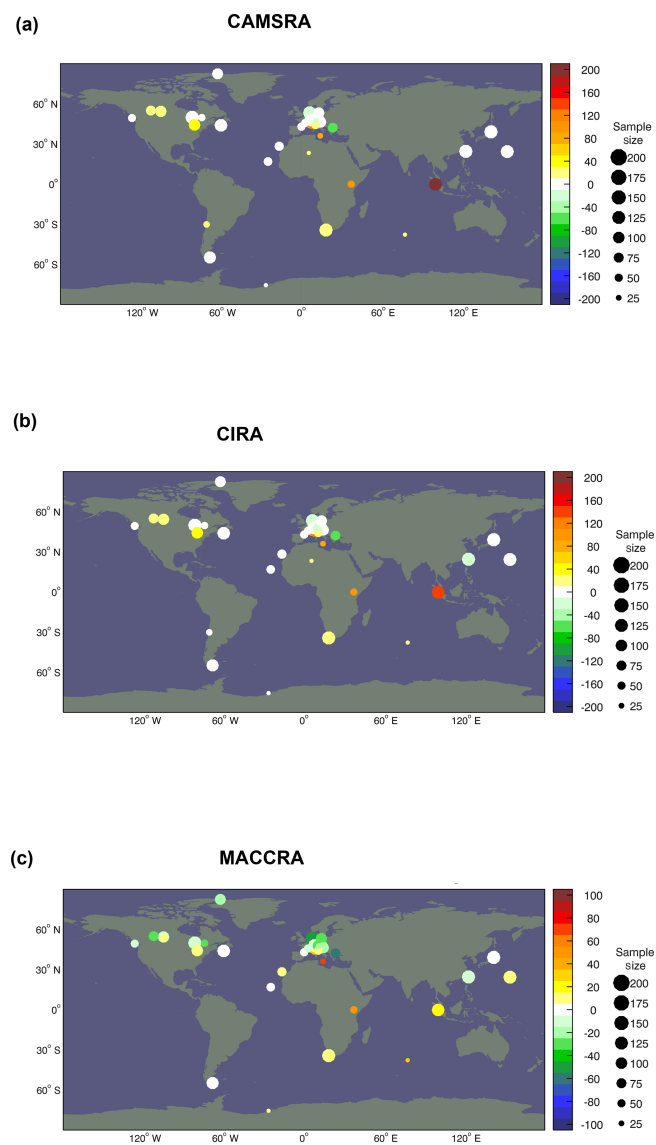 (a)
CAMSRA
60° N
30° N
0°
30° S
60° S
120° W
60° W
0°
60° E
120° E
200
160
120
80
40
0
-40
-80
-120
-160
-200
Sample
size
200
175
150
125
100
75
50
25
(b)
CIRA
60° N
30° N
0°
30° S
60° S
120° W
60° W
0°
60° E
120° E
200
160
120
80
40
0
-40
-80
-120
-160
-200
Sample
size
200
175
150
125
100
75
50
25
(c)
MACCRA
60° N
30° N
0°
30° S
60° S
120° W
60° W
0°
60° E
120° E
100
80
60
40
20
0
-20
-40
-60
-80
-100
Sample
size
200
175
150
125
100
75
50
25